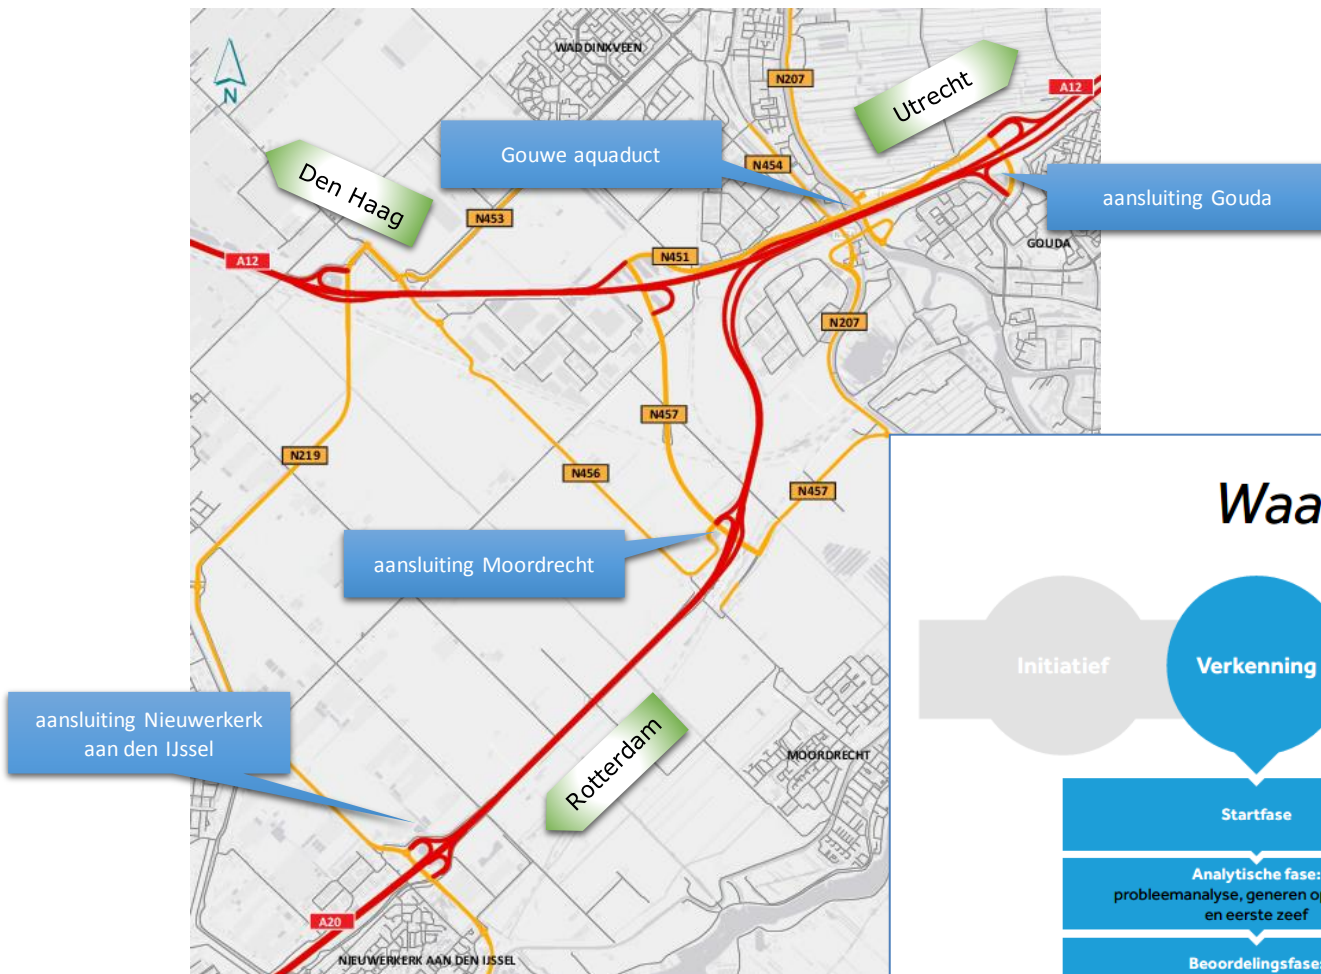 WADDINXVEEN
N207
Utrecht
A12
N
Gouwe aquaduct
N454
Den Haag
aansluiting Gouda
N453
GOUDA
A12
N451
N207
N457
N219
N456
N457
Waa
aansluiting Moordrecht
Initiatief
Verkenning
aansluiting Nieuwerkerk
aan den IJssel
Rotterdam
MOORDRECHT
Startfase
Analytische fase:
probleemanalyse, generen op
en eerste zeef
A20
NIEUWERKERK AAN DEN IJSSEL
Beoordelingsfase: